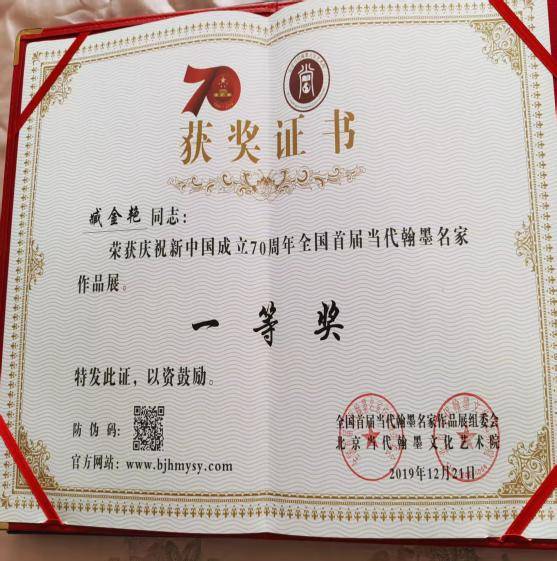 70
获奖证书
臧金艳 同志：
荣获庆祝新中国成立70周年全国首届当代翰墨名家
作品展。
一等奖
特发此证，以资鼓励。
防伪码：
官方网站：www.bjhmysy.com
全国首届当代翰墨名家作品展组委会
北京当代翰墨文化艺术院
2019年12月21日